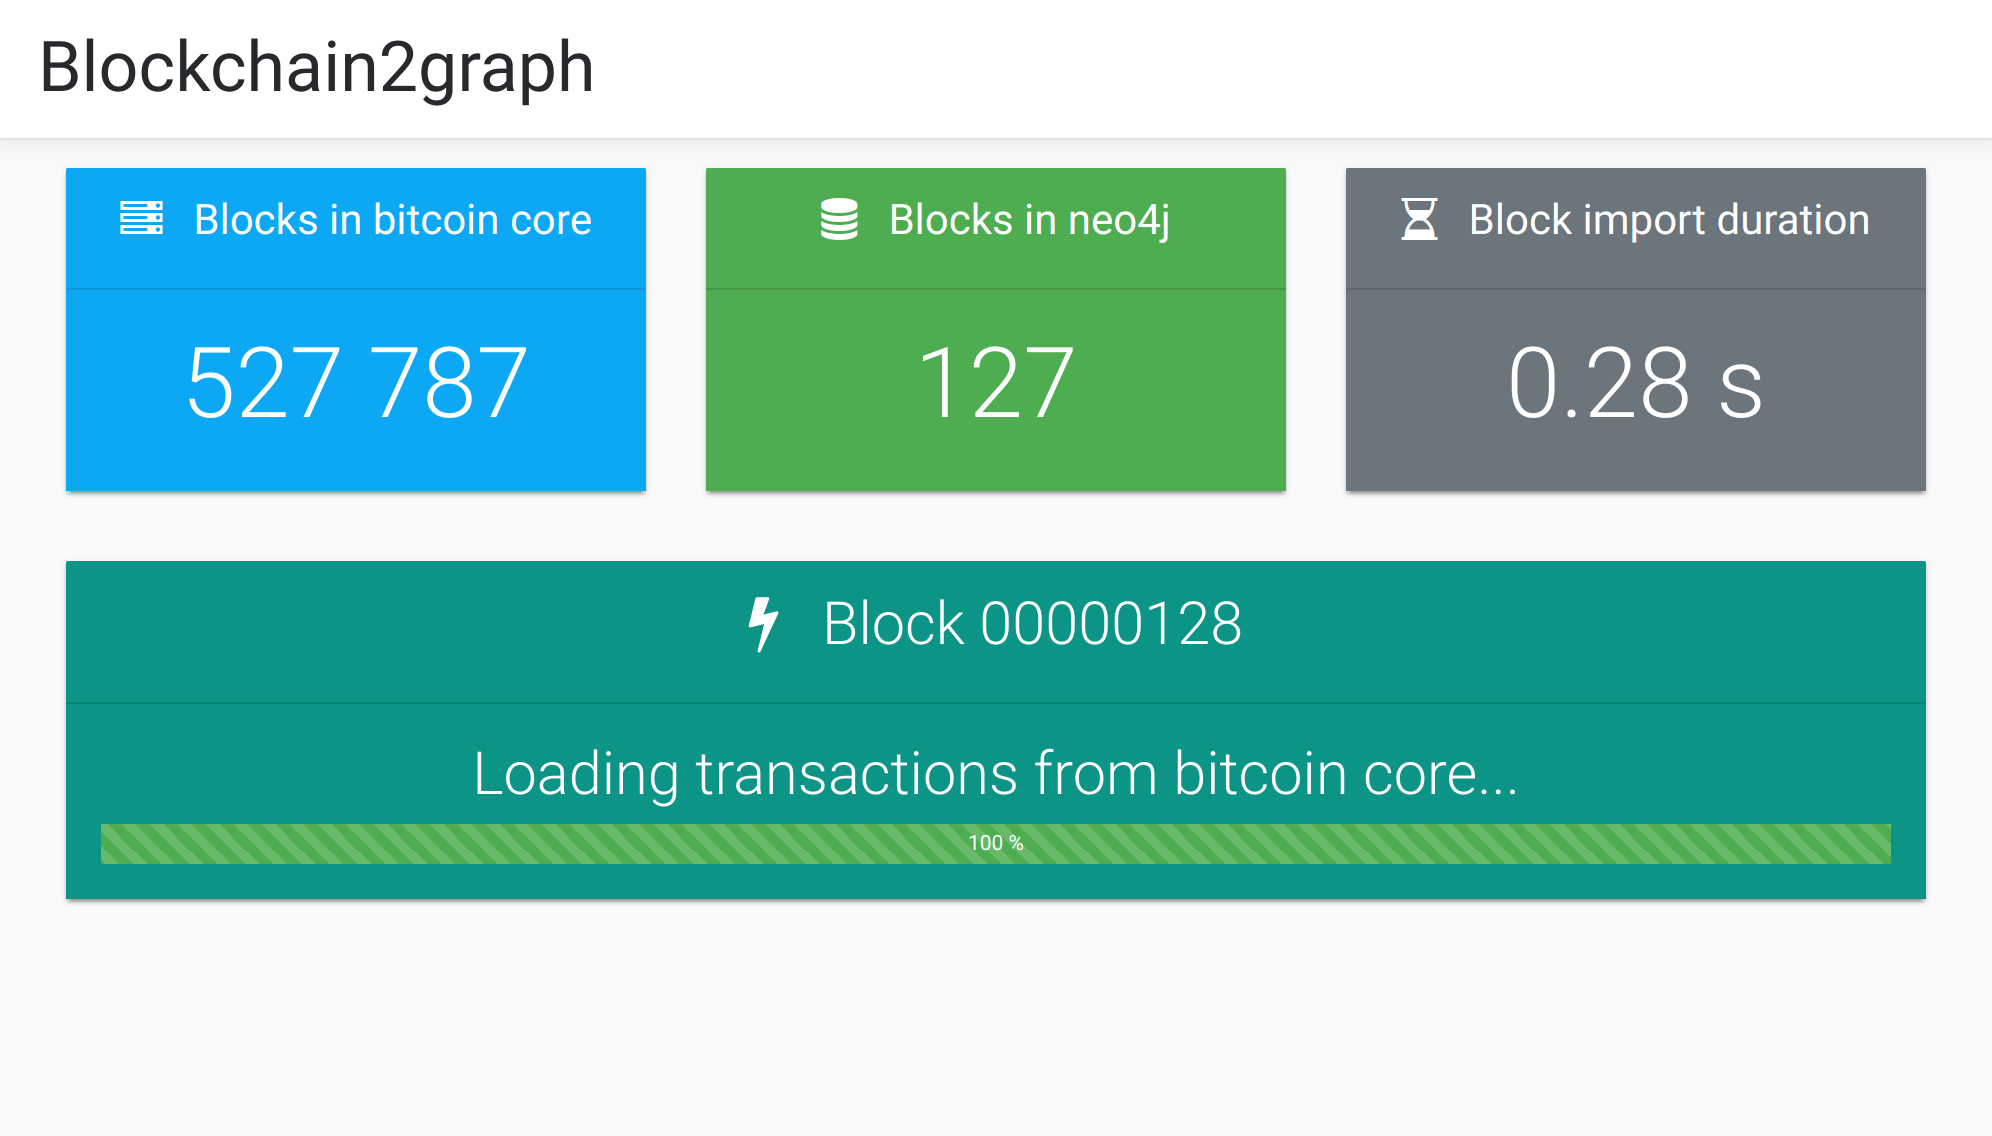 Blockchain2graph
Blocks in bitcoin core
527 787
Blocks in neo4j
127
Block import duration
0.28 s
Block 00000128
Loading transactions from bitcoin core...
100 %